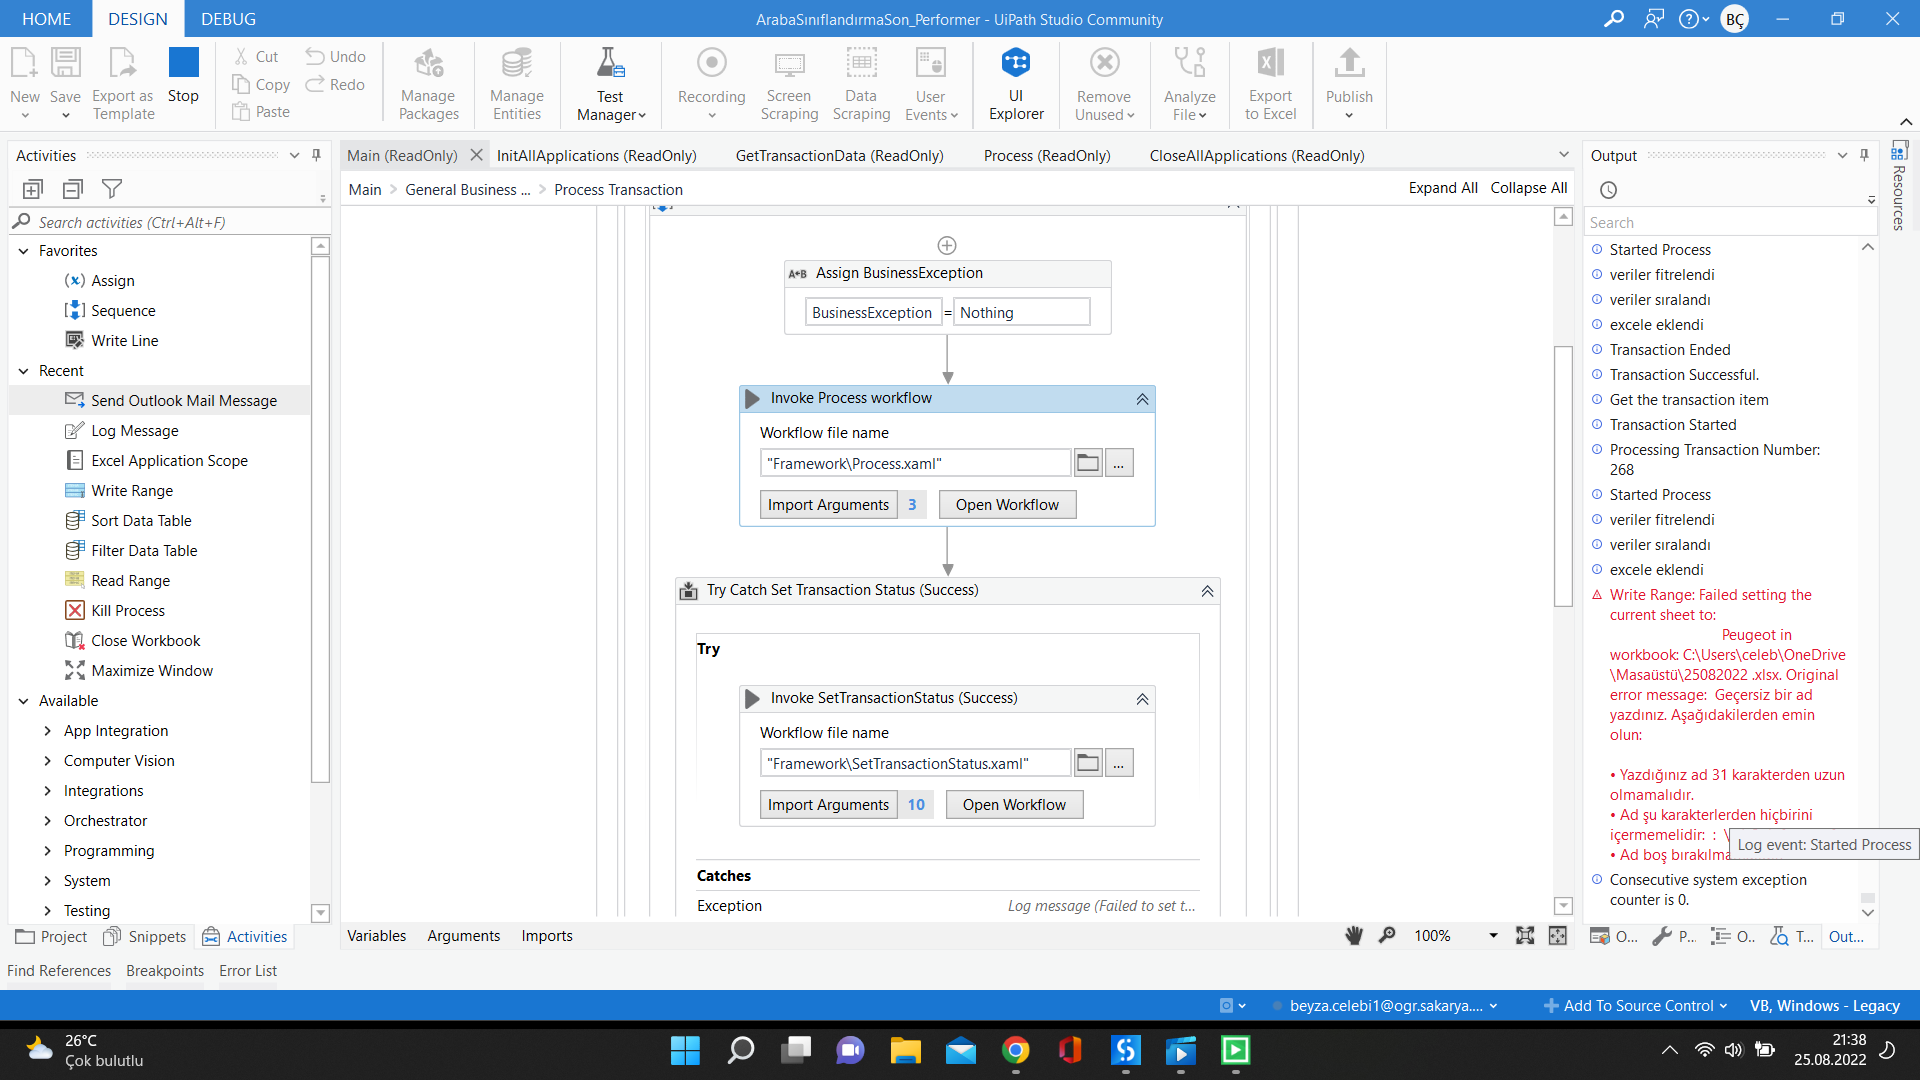 HOME
DESIGN
DEBUG
ArabaSınıflandırmaSon_Performer - UiPath Studio Community
BÇ
New
Save
Export as
Template
Stop
Cut
Copy
Paste
Undo
Redo
Manage
Packages
Manage
Entities
Test
Manager
Recording
Screen
Scraping
Data
Scraping
User
Events
UI
Explorer
Remove
Unused
Analyze
File
Export
to Excel
Publish
Activities
Search activities (Ctrl+Alt+F)
Favorites
Assign
Sequence
Write Line
Recent
Send Outlook Mail Message
Log Message
Excel Application Scope
Write Range
Sort Data Table
Filter Data Table
Read Range
Kill Process
Close Workbook
Maximize Window
Available
App Integration
Computer Vision
Integrations
Orchestrator
Programming
System
Testing
Project
Snippets
Activities
Main (ReadOnly)
InitAllApplications (ReadOnly)
GetTransactionData (ReadOnly)
Process (ReadOnly)
CloseAllApplications (ReadOnly)
Main > General Business ... > Process Transaction
Expand All
Collapse All
A←B Assign BusinessException
BusinessException = Nothing
Invoke Process workflow
Workflow file name
"Framework\Process.xaml"
...
Import Arguments 3
Open Workflow
Try Catch Set Transaction Status (Success)
Try
Invoke SetTransactionStatus (Success)
Workflow file name
"Framework\SetTransactionStatus.xaml"
...
Import Arguments 10
Open Workflow
Catches
Exception
Log message (Failed to set t...
Variables
Arguments
Imports
100%
Output
Resources
Search
Started Process
veriler fitrelendi
veriler sıralandı
excele eklendi
Transaction Ended
Transaction Successful.
Get the transaction item
Transaction Started
Processing Transaction Number:
268
Started Process
veriler fitrelendi
veriler sıralandı
excele eklendi
Write Range: Failed setting the
current sheet to:
Peugeot in
workbook: C:\Users\celeb\OneDrive
\Masaüstü\25082022 .xlsx. Original
error message: Geçersiz bir ad
yazdınız. Aşağıdakilerden emin
olun:
• Yazdığınız ad 31 karakterden uzun
olmamalıdır.
• Ad şu karakterlerden hiçbirini
içermemelidir: : \
• Ad boş
Log event: Started Process
Consecutive system exception
counter is 0.
O...
P...
O..
T...
Out...
Find References
Breakpoints
Error List
beyza.celebi1@ogr.sakarya....
Add To Source Control
VB, Windows - Legacy
26°C
Çok bulutlu
21:38
25.08.2022